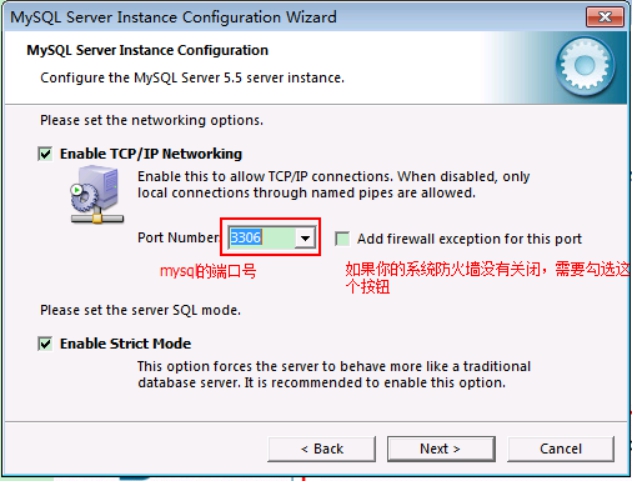 MySQL Server Instance Configuration Wizard
MySQL Server Instance Configuration
Configure the MySQL Server 5.5 server instance.
Please set the networking options.
Enable TCP/IP Networking
Enable this to allow TCP/IP connections. When disabled, only
local connections through named pipes are allowed.
Port Number: 3306 Add firewall exception for this port
mysql的端口号 如果你的系统防火墙没有关闭，需要勾选这
个按钮
Please set the server SQL mode.
Enable Strict Mode
This option forces the server to behave more like a traditional
database server. It is recommended to enable this option.
< Back Next > Cancel